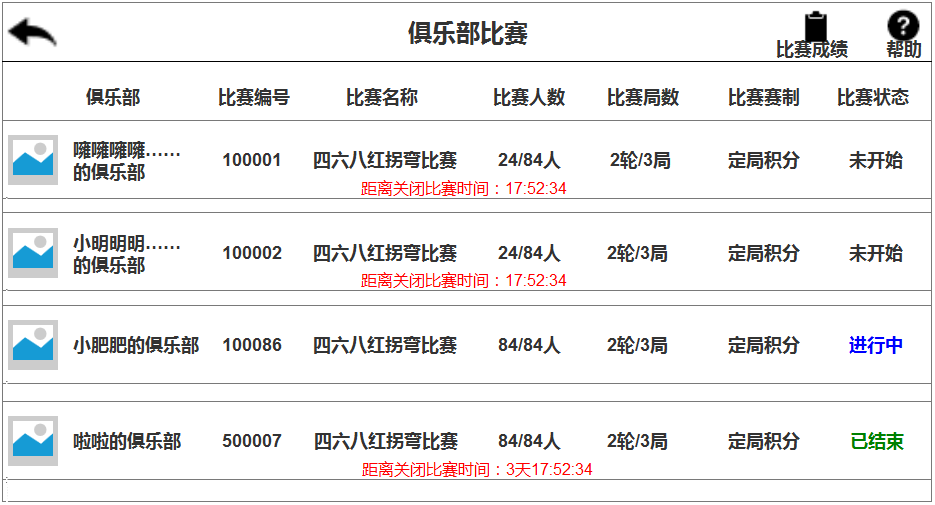 俱乐部比赛
比赛成绩 帮助
俱乐部 比赛编号 比赛名称 比赛人数 比赛局数 比赛赛制 比赛状态
嗾嗾嗾嗾……
的俱乐部
100001 四六八红拐弯比赛 24/84人 2轮/3局 定局积分 未开始
距离关闭比赛时间：17:52:34
小明明明……
的俱乐部
100002 四六八红拐弯比赛 24/84人 2轮/3局 定局积分 未开始
距离关闭比赛时间：17:52:34
小肥肥的俱乐部 100086 四六八红拐弯比赛 84/84人 2轮/3局 定局积分 进行中
啦啦的俱乐部 500007 四六八红拐弯比赛 84/84人 2轮/3局 定局积分 已结束
距离关闭比赛时间：3天17:52:34